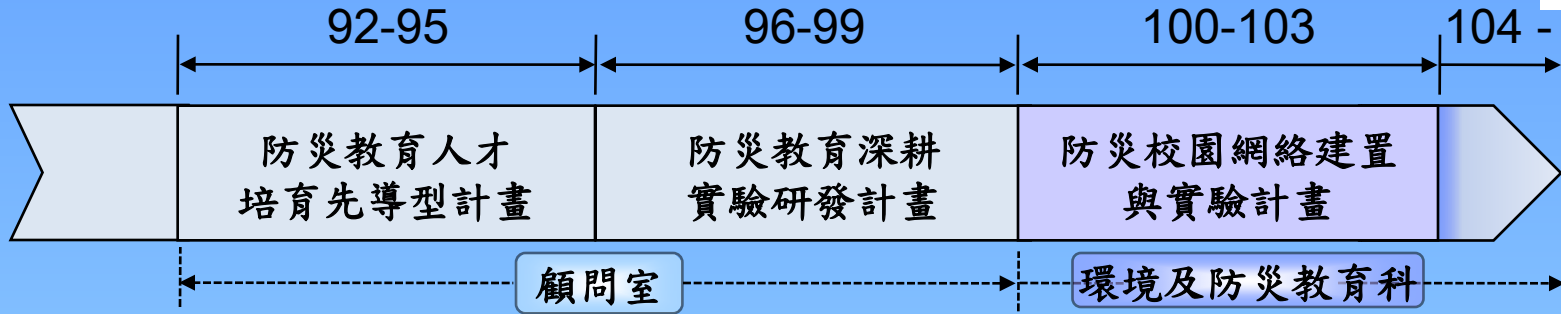 92-95
96-99
100-103
104 -
防災教育人才
培育先導型計畫
防災教育深耕
實驗研發計畫
防災校園網絡建置
與實驗計畫
顧問室
環境及防災教育科